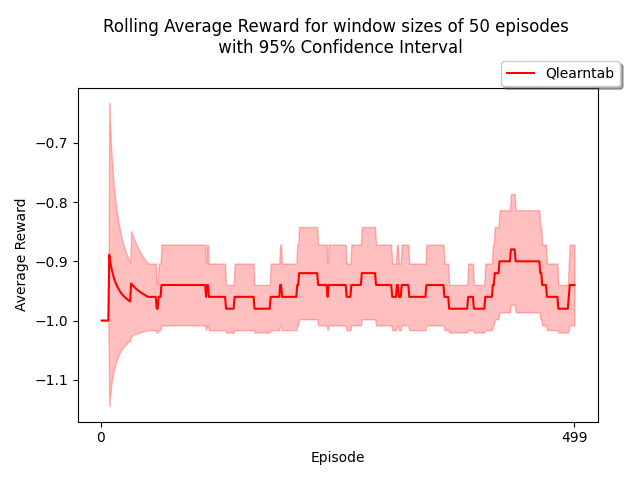 Rolling Average Reward for window sizes of 50 episodes
with 95% Confidence Interval
Qlearntab
Average Reward
−0.7
−0.8
−0.9
−1.0
−1.1
0
499
Episode